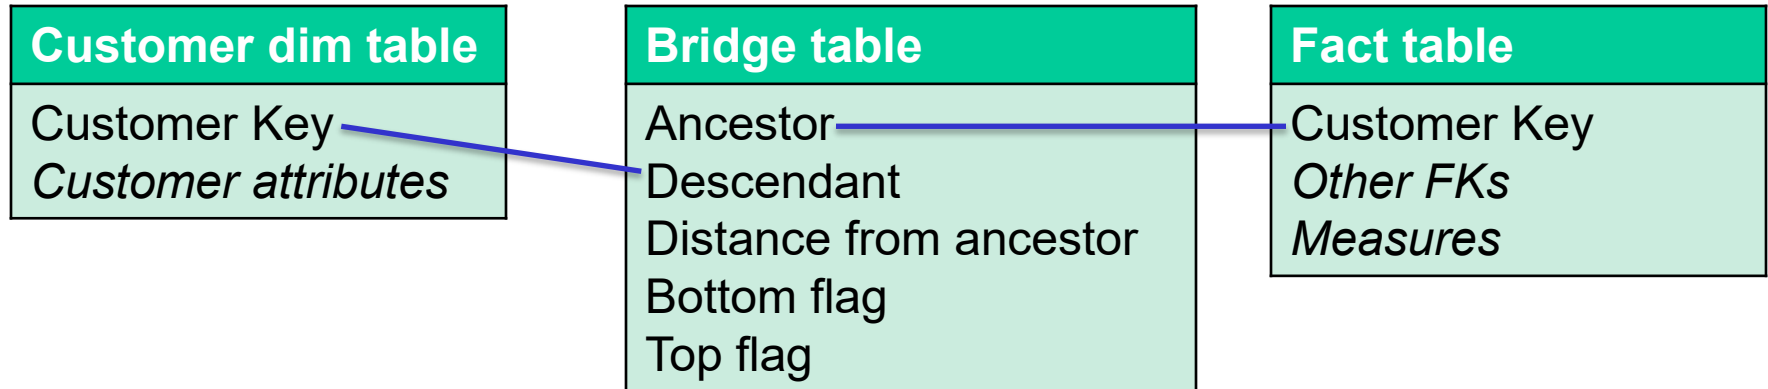 Customer dim table
Customer Key
Customer attributes
Bridge table
Ancestor
Descendant
Distance from ancestor
Bottom flag
Top flag
Fact table
Customer Key
Other FKs
Measures